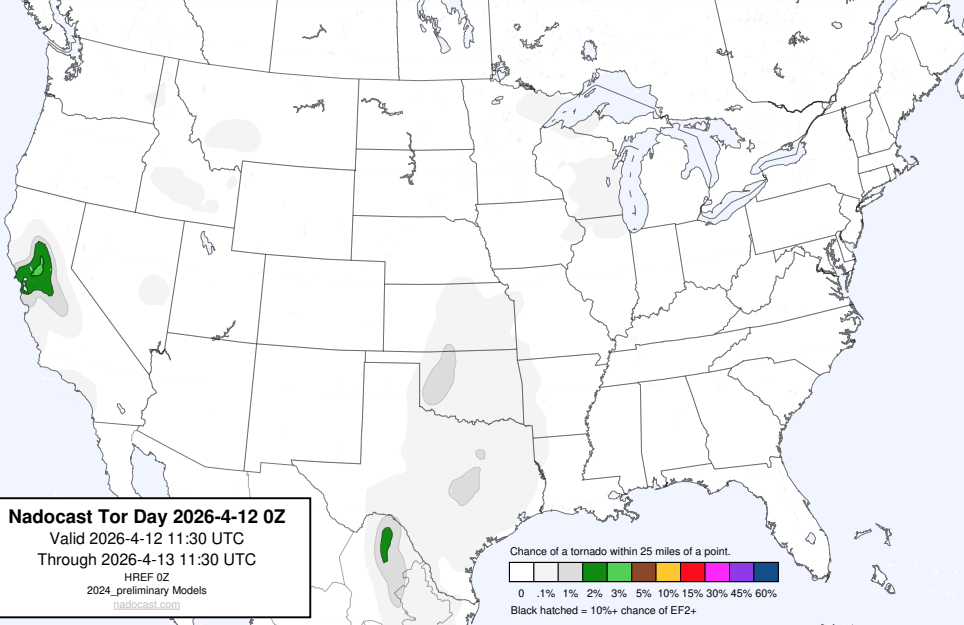 Nadocast Tor Day 2026-4-12 0Z
Valid 2026-4-12 11:30 UTC
Through 2026-4-13 11:30 UTC
HREF 0Z
2024_preliminary Models
nadocast.com
Chance of a tornado within 25 miles of a point.
0 .1% 1% 2% 3% 5% 10% 15% 30% 45% 60%
Black hatched = 10%+ chance of EF2+